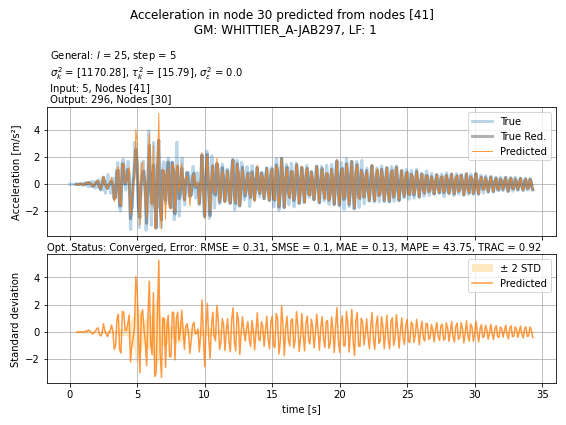 Acceleration in node 30 predicted from nodes [41]
GM: WHITTIER_A-JAB297, LF: 1
General: l = 25, step = 5
σ_k² = [1170.28], τ_k² = [15.79], σ_ε² = 0.0
Input: 5, Nodes [41]
Output: 296, Nodes [30]
Acceleration [m/s²]
4
2
0
−2
True
True Red.
Predicted
Opt. Status: Converged, Error: RMSE = 0.31, SMSE = 0.1, MAE = 0.13, MAPE = 43.75, TRAC = 0.92
Standard deviation
4
2
0
−2
± 2 STD
Predicted
0 5 10 15 20 25 30 35
time [s]